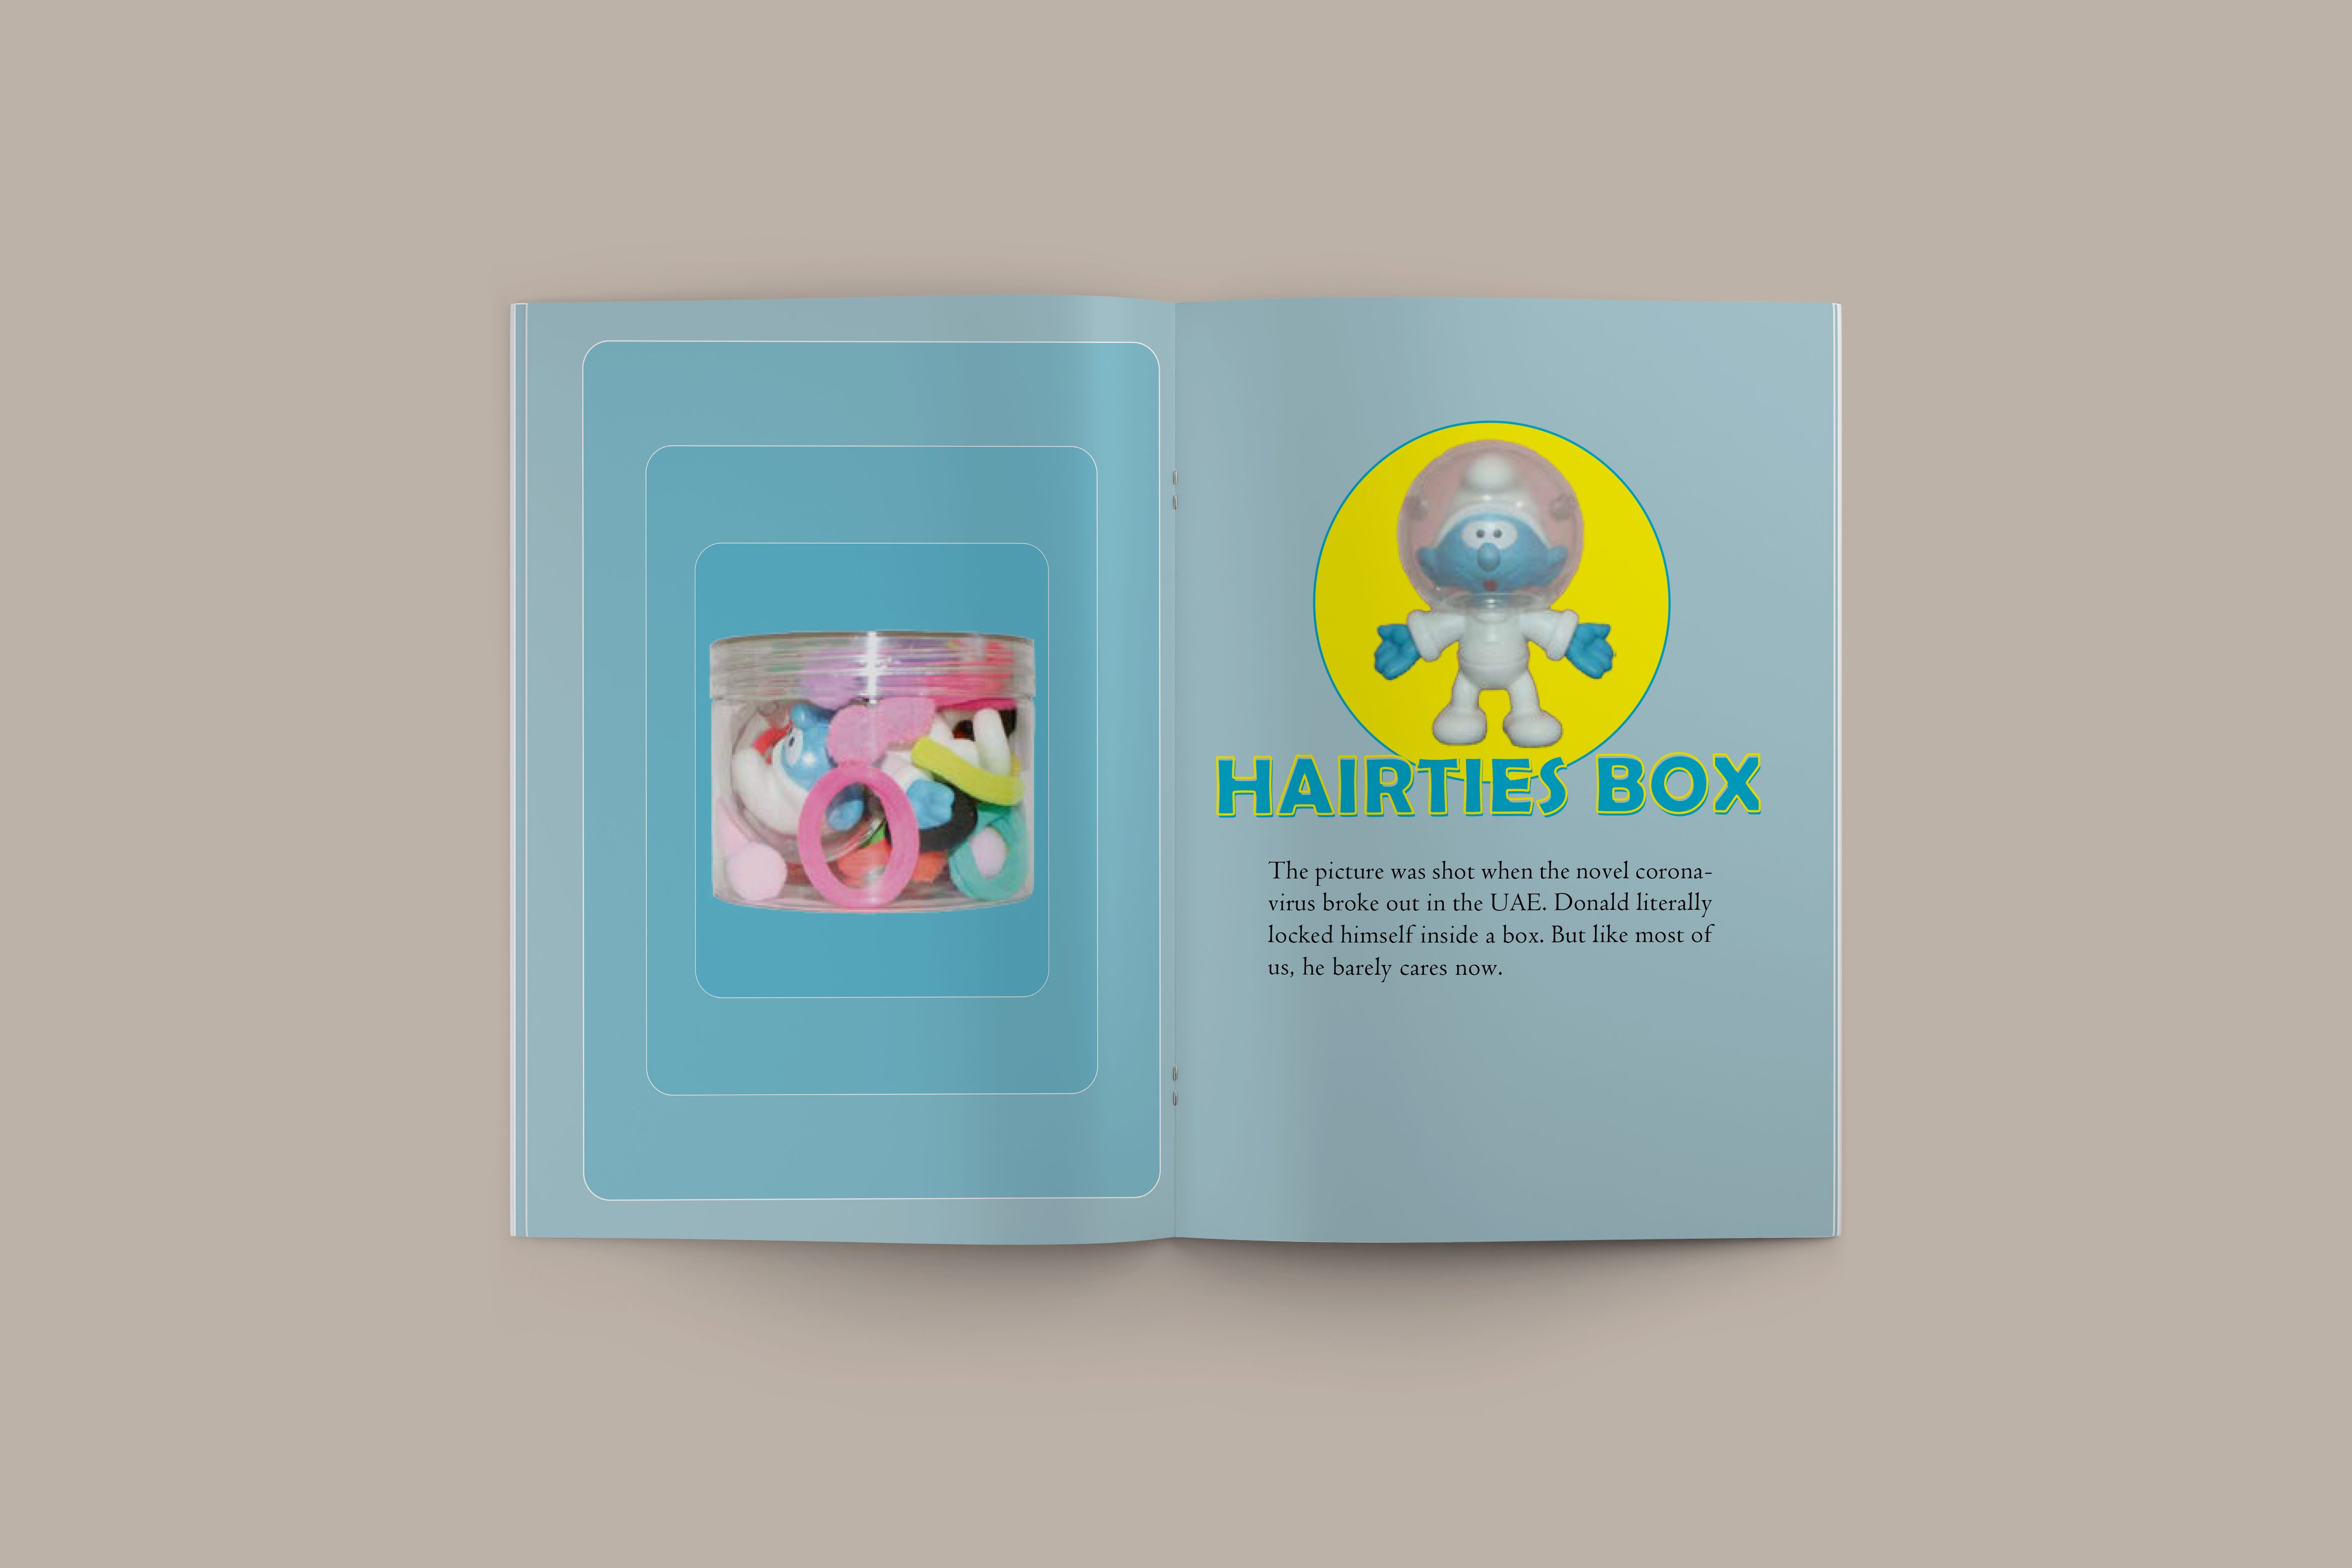 HAIRTIES BOX
The picture was shot when the novel corona-
virus broke out in the UAE. Donald literally
locked himself inside a box. But like most of
us, he barely cares now.